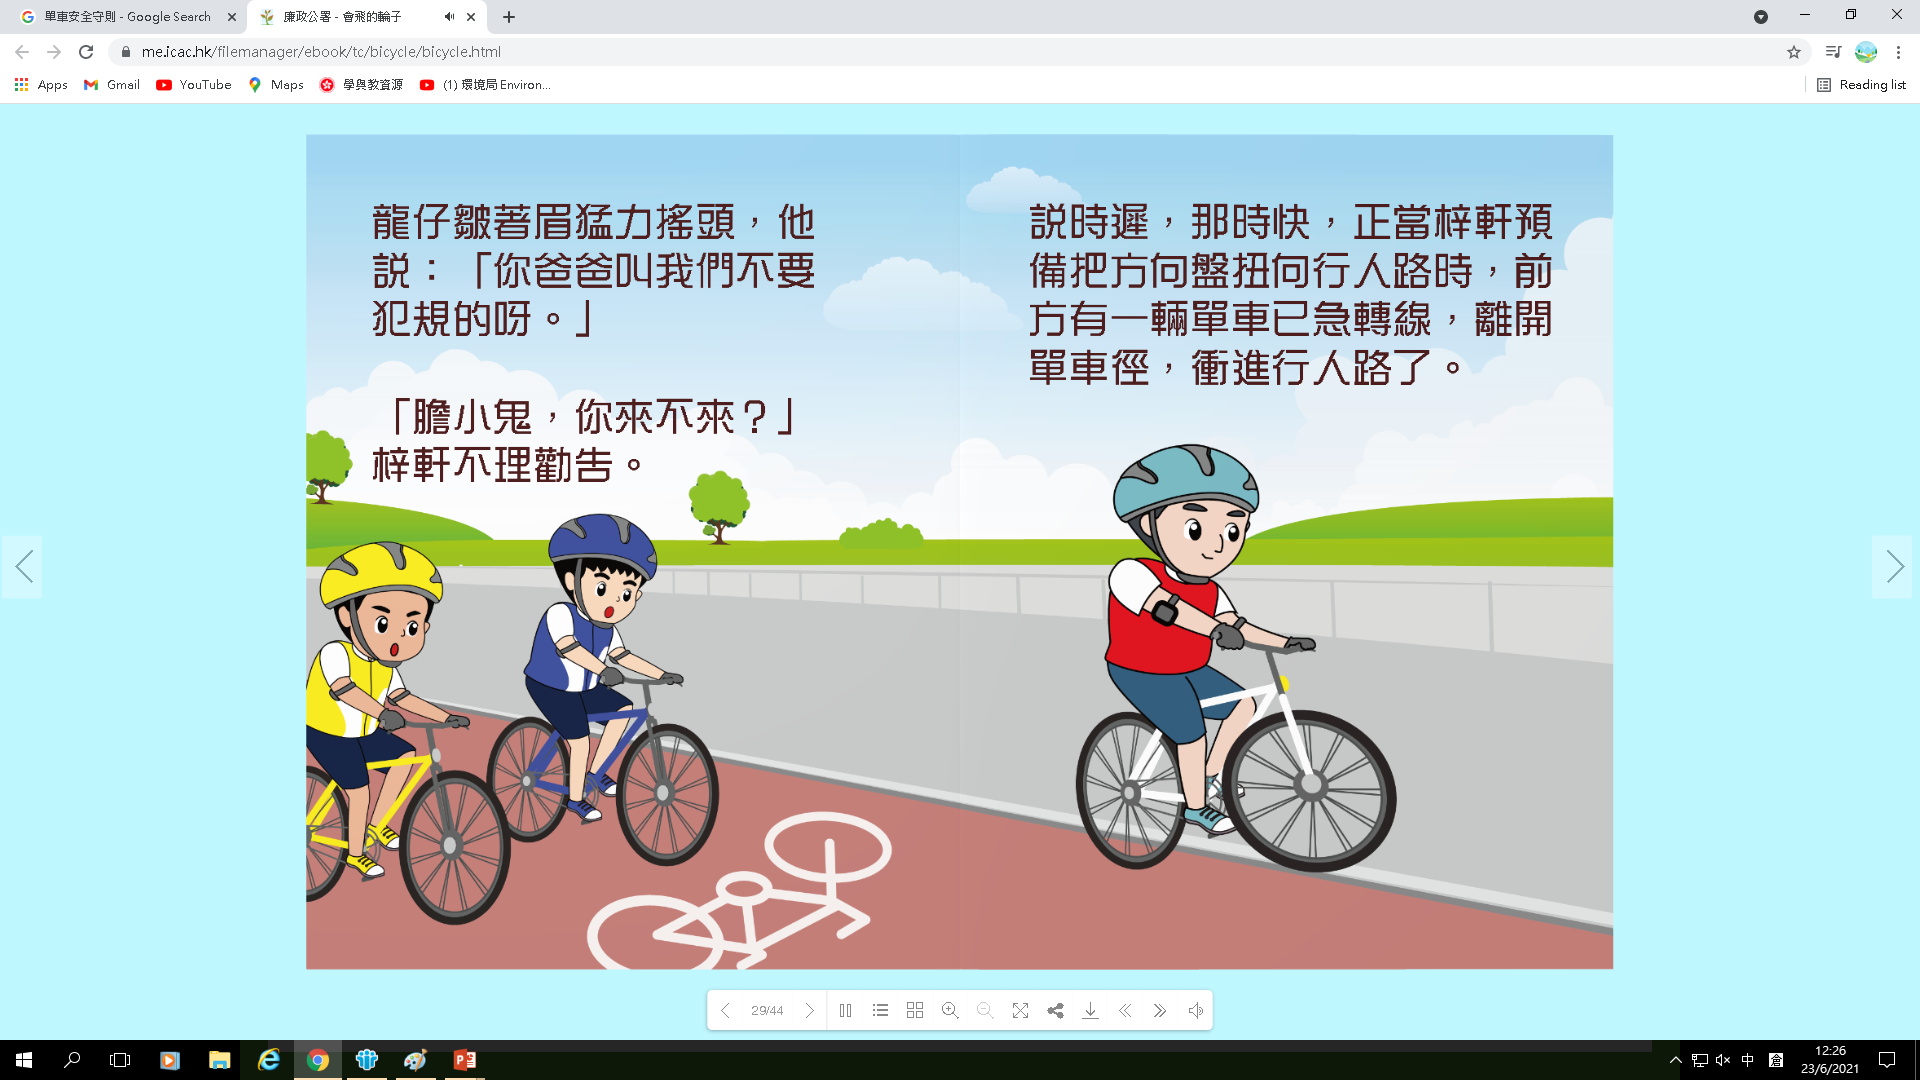 單車安全守則 - Google Search
廉政公署 - 會飛的輪子
me.icac.hk/filemanager/ebook/tc/bicycle/bicycle.html
Apps
Gmail
YouTube
Maps
學與教資源
(1) 環境局 Environ...
Reading list
龍仔皺著眉猛力搖頭，他
説：「你爸爸叫我們不要
犯規的呀。」
「膽小鬼，你來不來？」
梓軒不理勸告。
説時遲，那時快，正當梓軒預
備把方向盤扭向行人路時，前
方有一輛單車已急轉線，離開
單車徑，衝進行人路了。
29/44
中
倉
12:26
23/6/2021